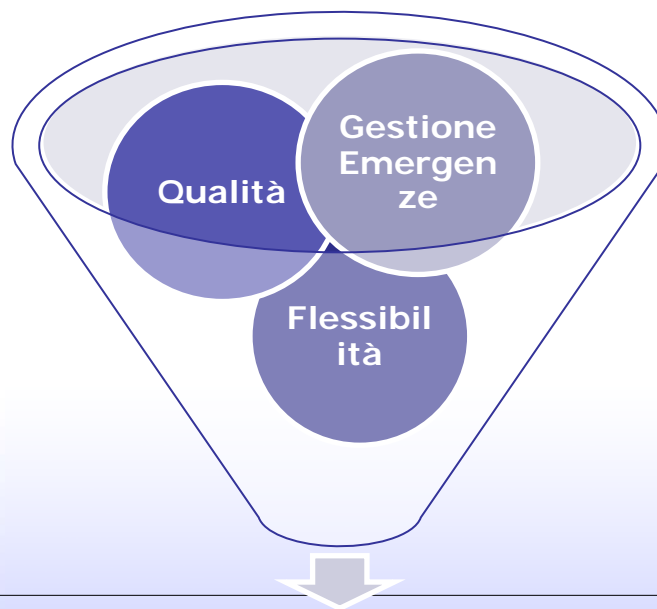 Gestione
Emergen
ze
Qualità
Flessibil
ità